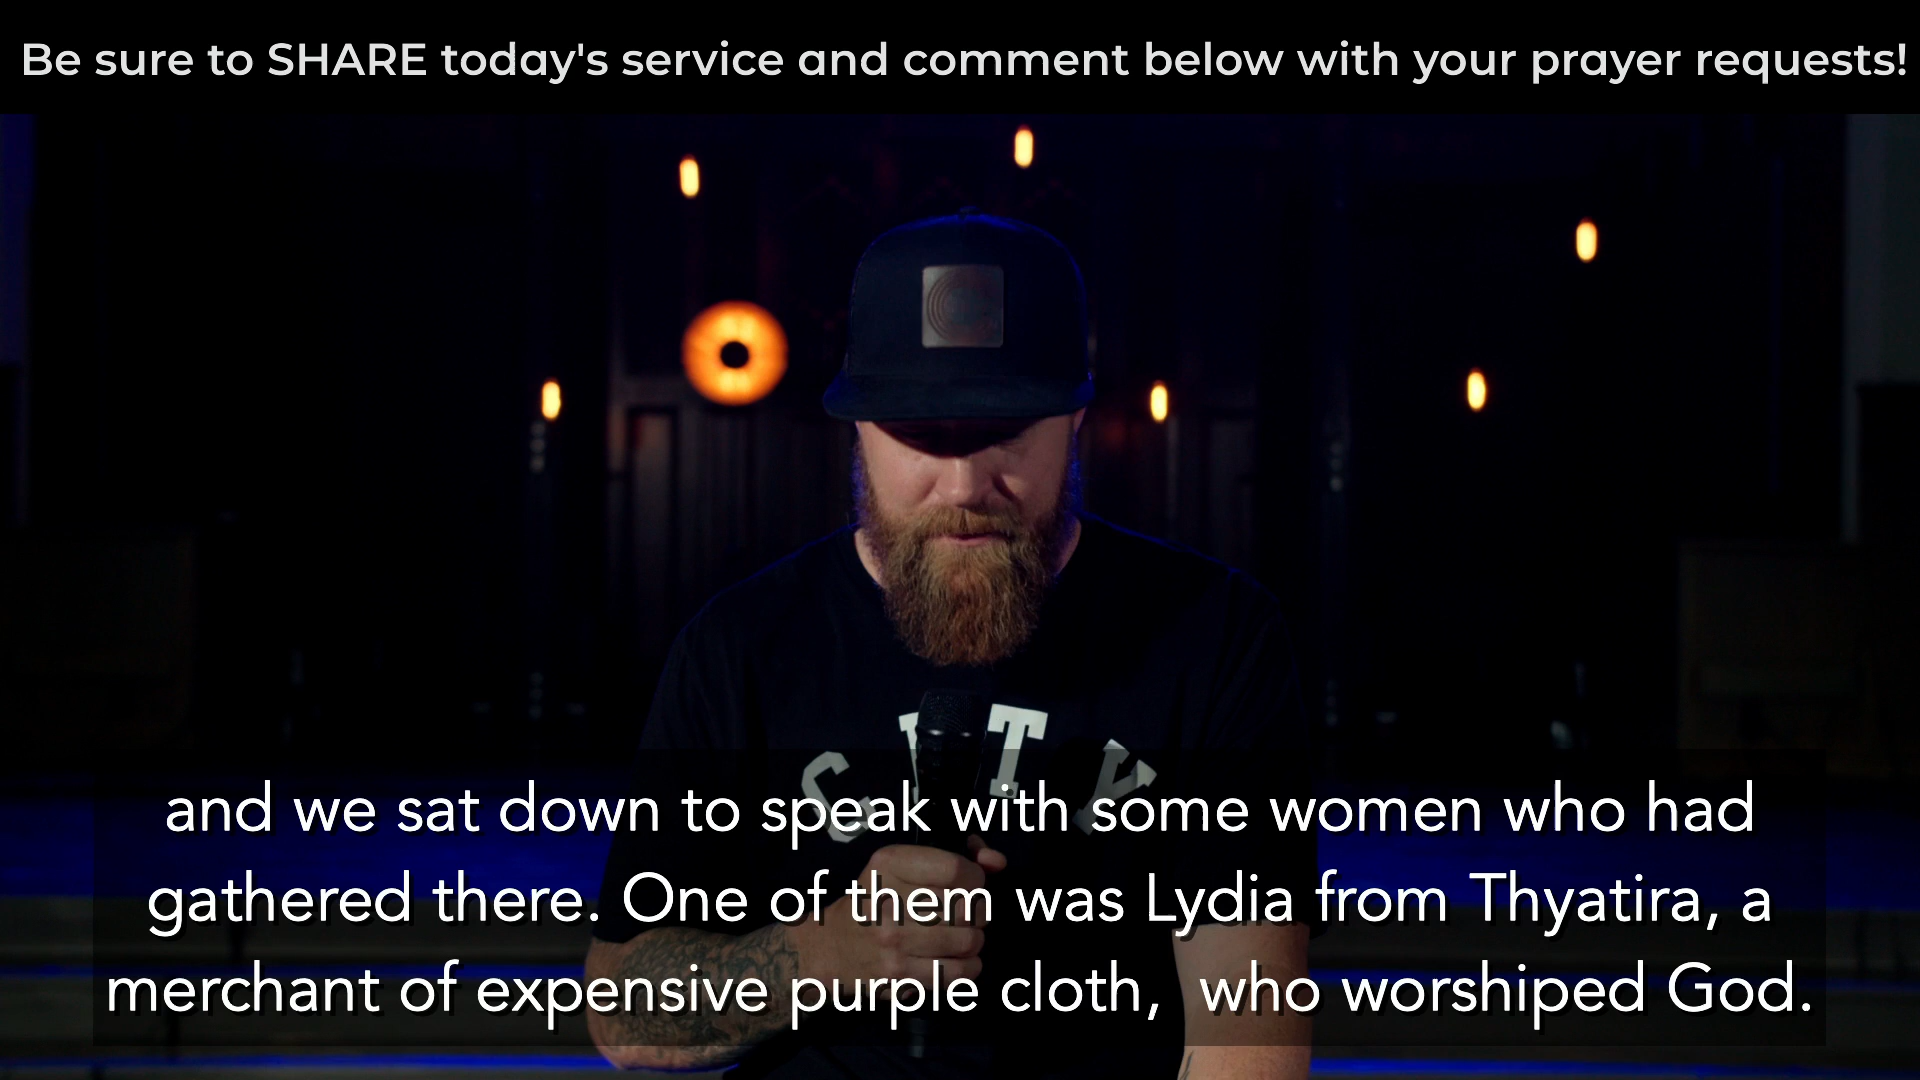 Be sure to SHARE today's service and comment below with your prayer requests!
CITY
and we sat down to speak with some women who had
gathered there. One of them was Lydia from Thyatira, a
merchant of expensive purple cloth,  who worshiped God.